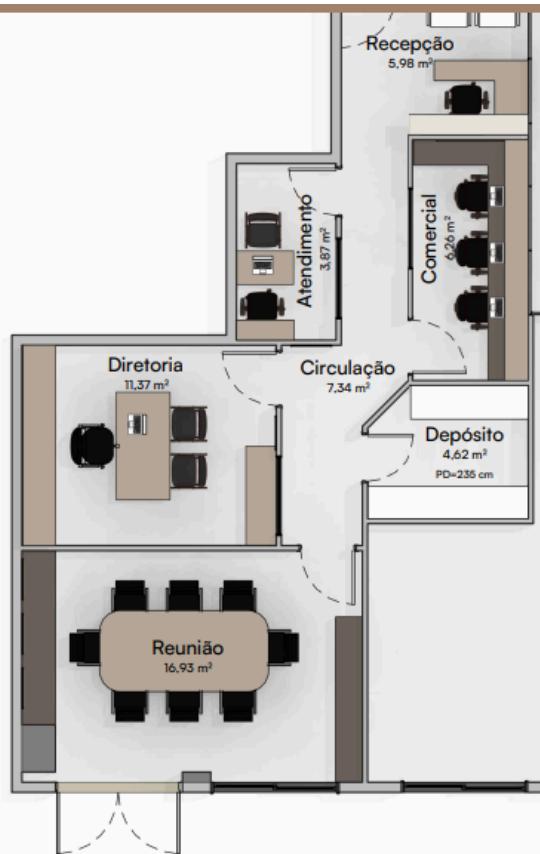 Recepção
5,98 m²
Atendimento
3,87 m²
Comercial
6,26 m²
Diretoria
11,37 m²
Circulação
7,34 m²
Depósito
4,62 m²
PD=235 cm
Reunião
16,93 m²